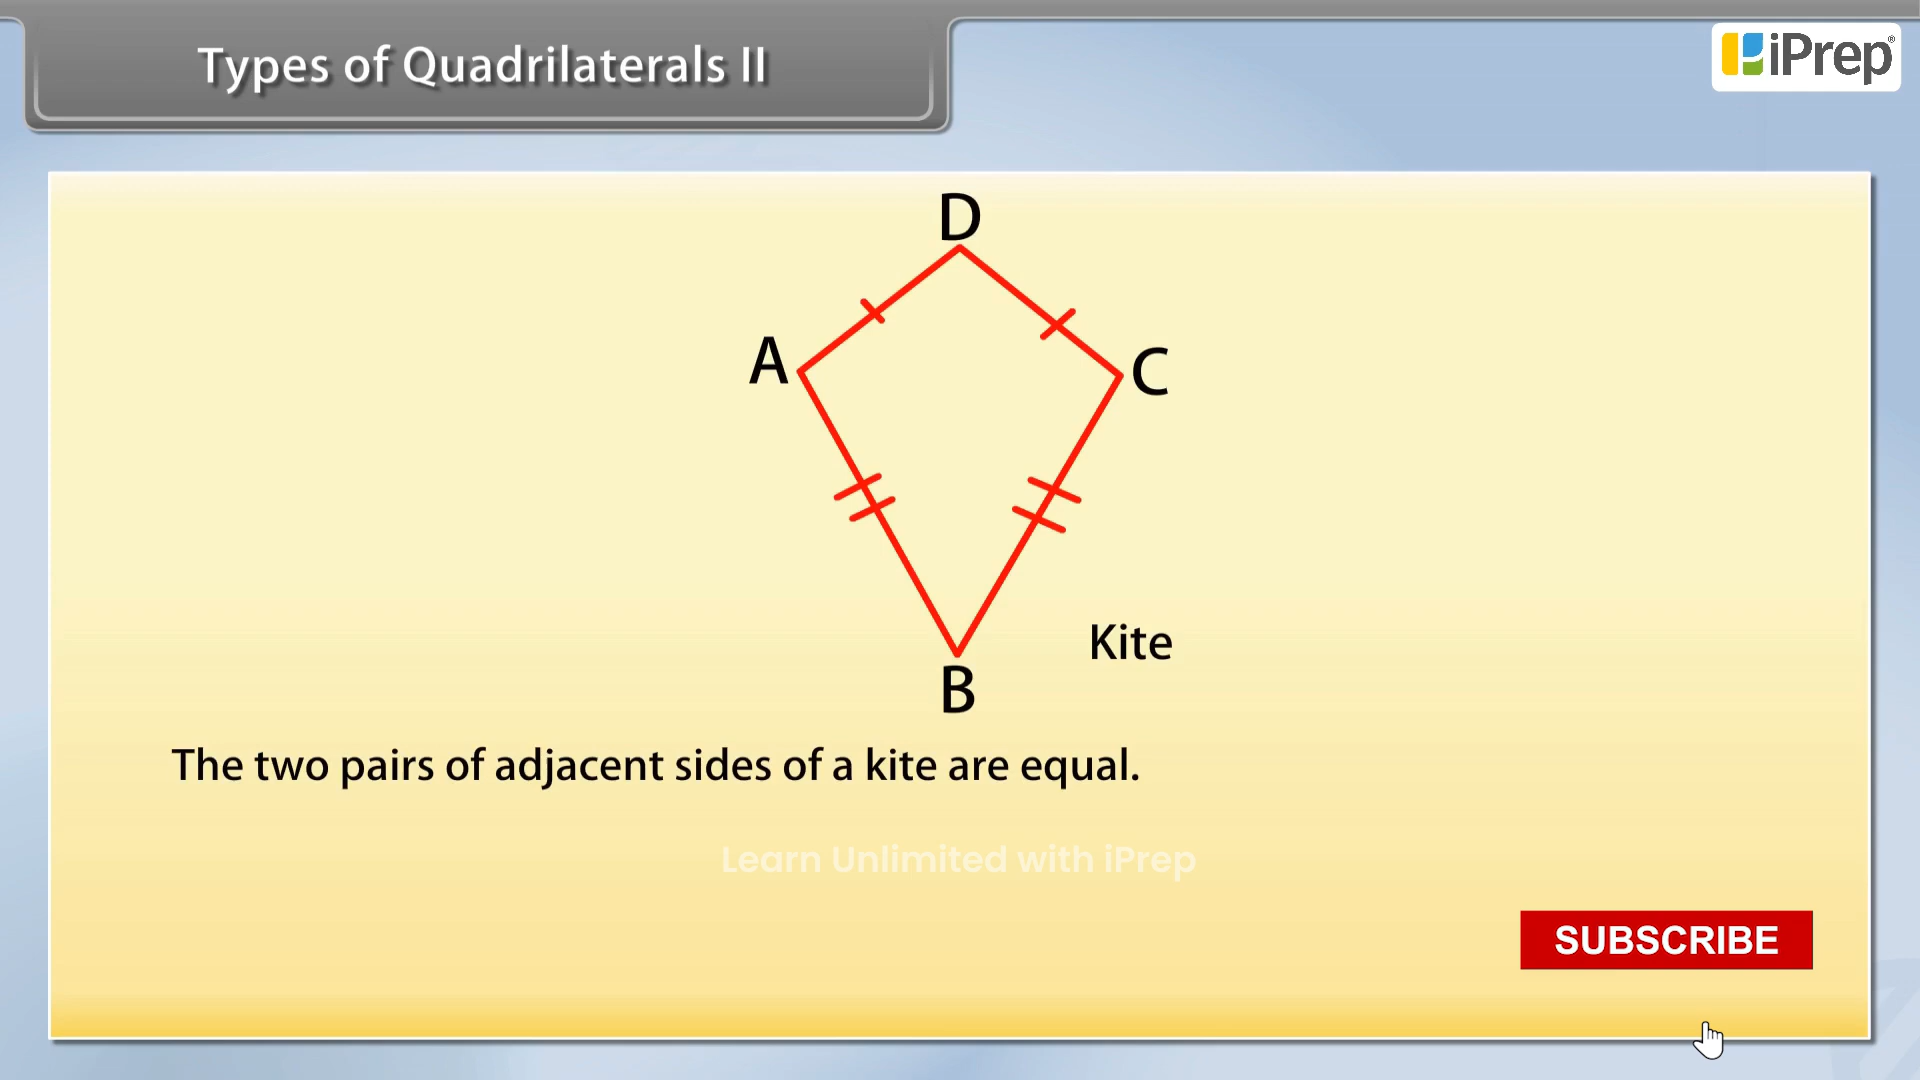 Types of Quadrilaterals II
iPrep®
D
A
C
B
Kite
The two pairs of adjacent sides of a kite are equal.
Learn Unlimited with iPrep
SUBSCRIBE